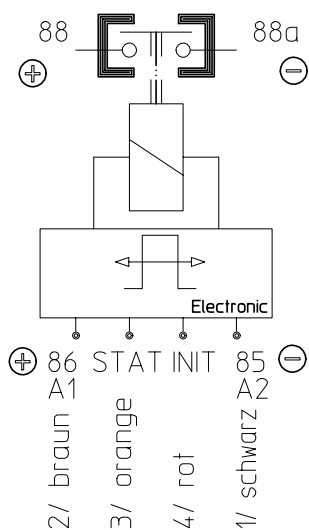 88 88a
+ −
Electronic
+ 86 STAT INIT 85 −
A1 A2
2/ braun
3/ orange
4/ rot
1/ schwarz